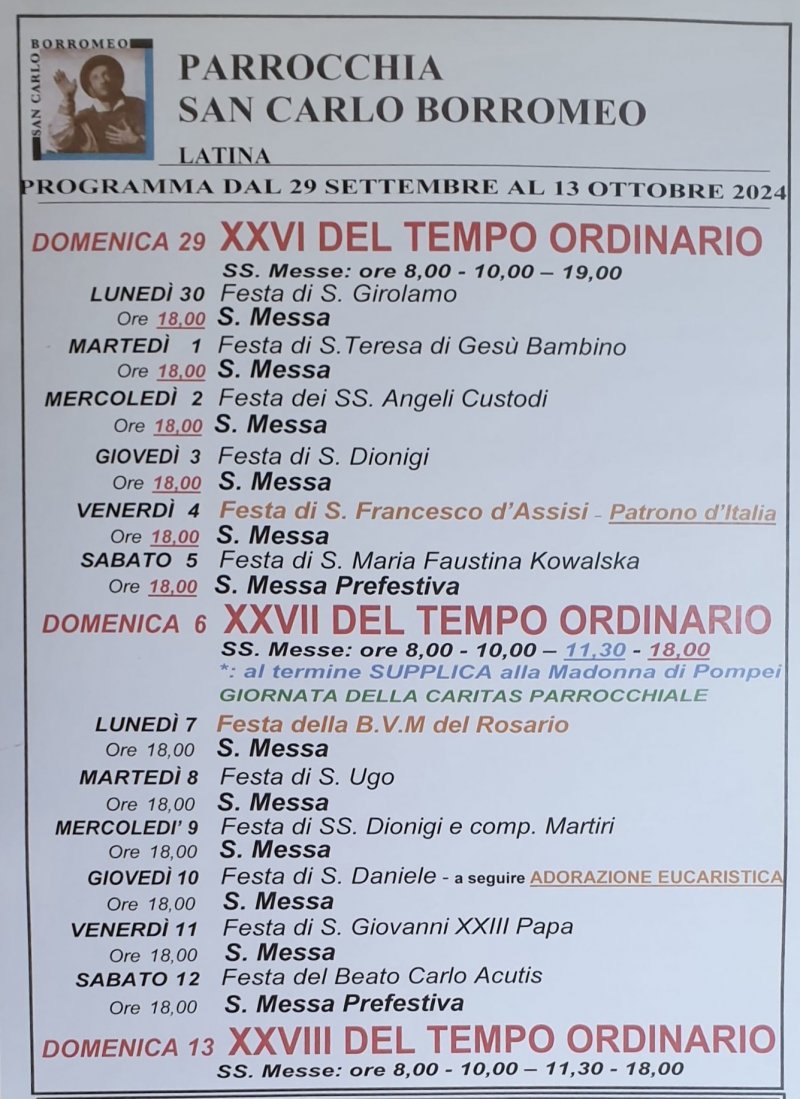 BORROMEO
SAN CARLO
PARROCCHIA
SAN CARLO BORROMEO
LATINA
PROGRAMMA DAL 29 SETTEMBRE AL 13 OTTOBRE 2024
DOMENICA 29 XXVI DEL TEMPO ORDINARIO
SS. Messe: ore 8,00 - 10,00 – 19,00
LUNEDÌ 30 Festa di S. Girolamo
Ore 18,00 S. Messa
MARTEDÌ 1 Festa di S.Teresa di Gesù Bambino
Ore 18,00 S. Messa
MERCOLEDÌ 2 Festa dei SS. Angeli Custodi
Ore 18,00 S. Messa
GIOVEDÌ 3 Festa di S. Dionigi
Ore 18,00 S. Messa
VENERDÌ 4 Festa di S. Francesco d'Assisi – Patrono d'Italia
Ore 18,00 S. Messa
SABATO 5 Festa di S. Maria Faustina Kowalska
Ore 18,00 S. Messa Prefestiva
DOMENICA 6 XXVII DEL TEMPO ORDINARIO
SS. Messe: ore 8,00 - 10,00 – 11,30 - 18,00
*: al termine SUPPLICA alla Madonna di Pompei
GIORNATA DELLA CARITAS PARROCCHIALE
LUNEDÌ 7 Festa della B.V.M del Rosario
Ore 18,00 S. Messa
MARTEDÌ 8 Festa di S. Ugo
Ore 18,00 S. Messa
MERCOLEDI' 9 Festa di SS. Dionigi e comp. Martiri
Ore 18,00 S. Messa
GIOVEDÌ 10 Festa di S. Daniele - a seguire ADORAZIONE EUCARISTICA
Ore 18,00 S. Messa
VENERDÌ 11 Festa di S. Giovanni XXIII Papa
Ore 18,00 S. Messa
SABATO 12 Festa del Beato Carlo Acutis
Ore 18,00 S. Messa Prefestiva
DOMENICA 13 XXVIII DEL TEMPO ORDINARIO
SS. Messe: ore 8,00 - 10,00 – 11,30 - 18,00